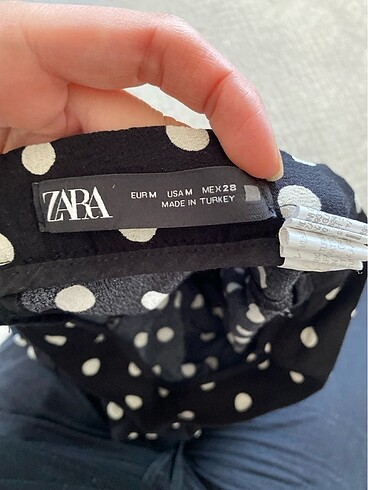 ZARA
EUR M USA M MEX 28
MADE IN TURKEY